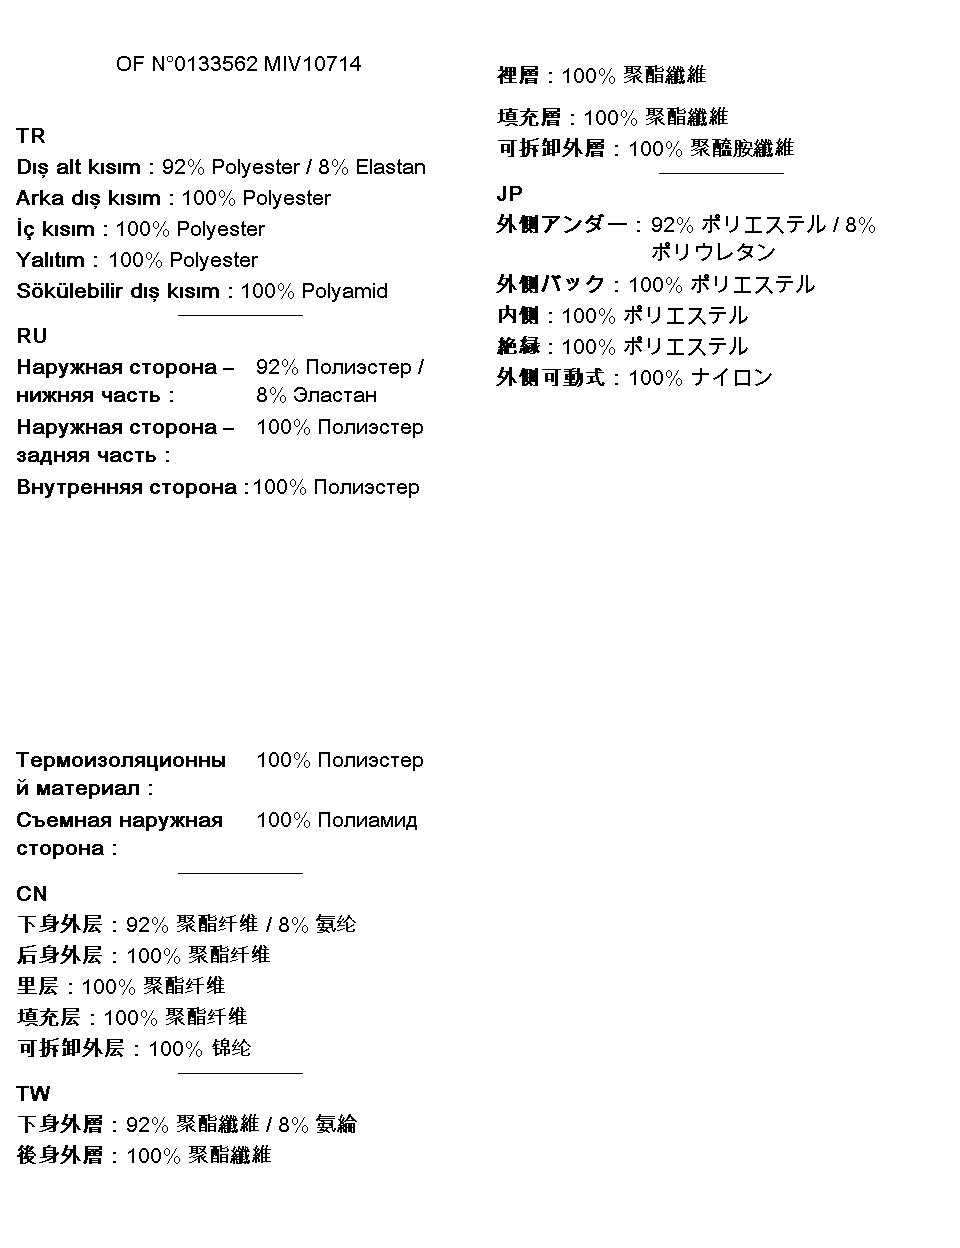 OF N°0133562 MIV10714
TR
Dış alt kısım : 92% Polyester / 8% Elastan
Arka dış kısım : 100% Polyester
İç kısım : 100% Polyester
Yalıtım : 100% Polyester
Sökülebilir dış kısım : 100% Polyamid
RU
Наружная сторона – 92% Полиэстер /
нижняя часть : 8% Эластан
Наружная сторона – 100% Полиэстер
задняя часть :
Внутренняя сторона : 100% Полиэстер
Термоизоляционны 100% Полиэстер
й материал :
Съемная наружная 100% Полиамид
сторона :
CN
下身外层 : 92% 聚酯纤维 / 8% 氨纶
后身外层 : 100% 聚酯纤维
里层 : 100% 聚酯纤维
填充层 : 100% 聚酯纤维
可拆卸外层 : 100% 锦纶
TW
下身外層 : 92% 聚酯纖維 / 8% 氨綸
後身外層 : 100% 聚酯纖維
裡層 : 100% 聚酯纖維
填充層 : 100% 聚酯纖維
可拆卸外層 : 100% 聚醯胺纖維
JP
外側アンダー : 92% ポリエステル / 8%
ポリウレタン
外側バック : 100% ポリエステル
内側 : 100% ポリエステル
絶縁 : 100% ポリエステル
外側可動式 : 100% ナイロン